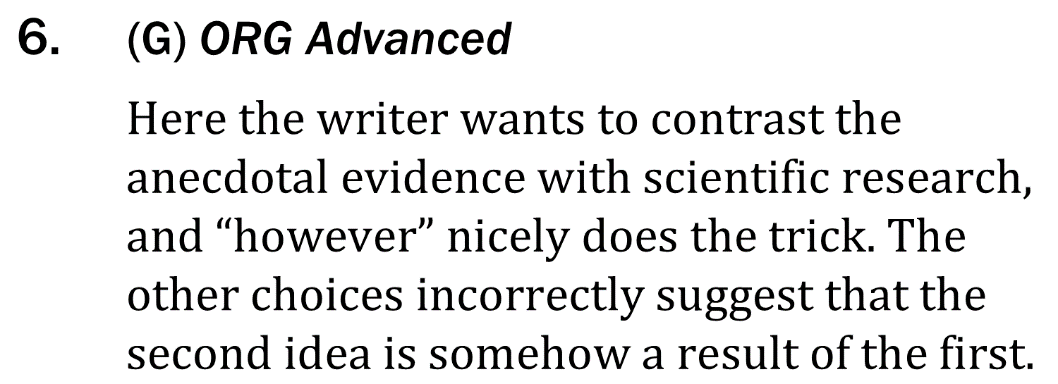 6. (G) ORG Advanced
Here the writer wants to contrast the
anecdotal evidence with scientific research,
and “however” nicely does the trick. The
other choices incorrectly suggest that the
second idea is somehow a result of the first.